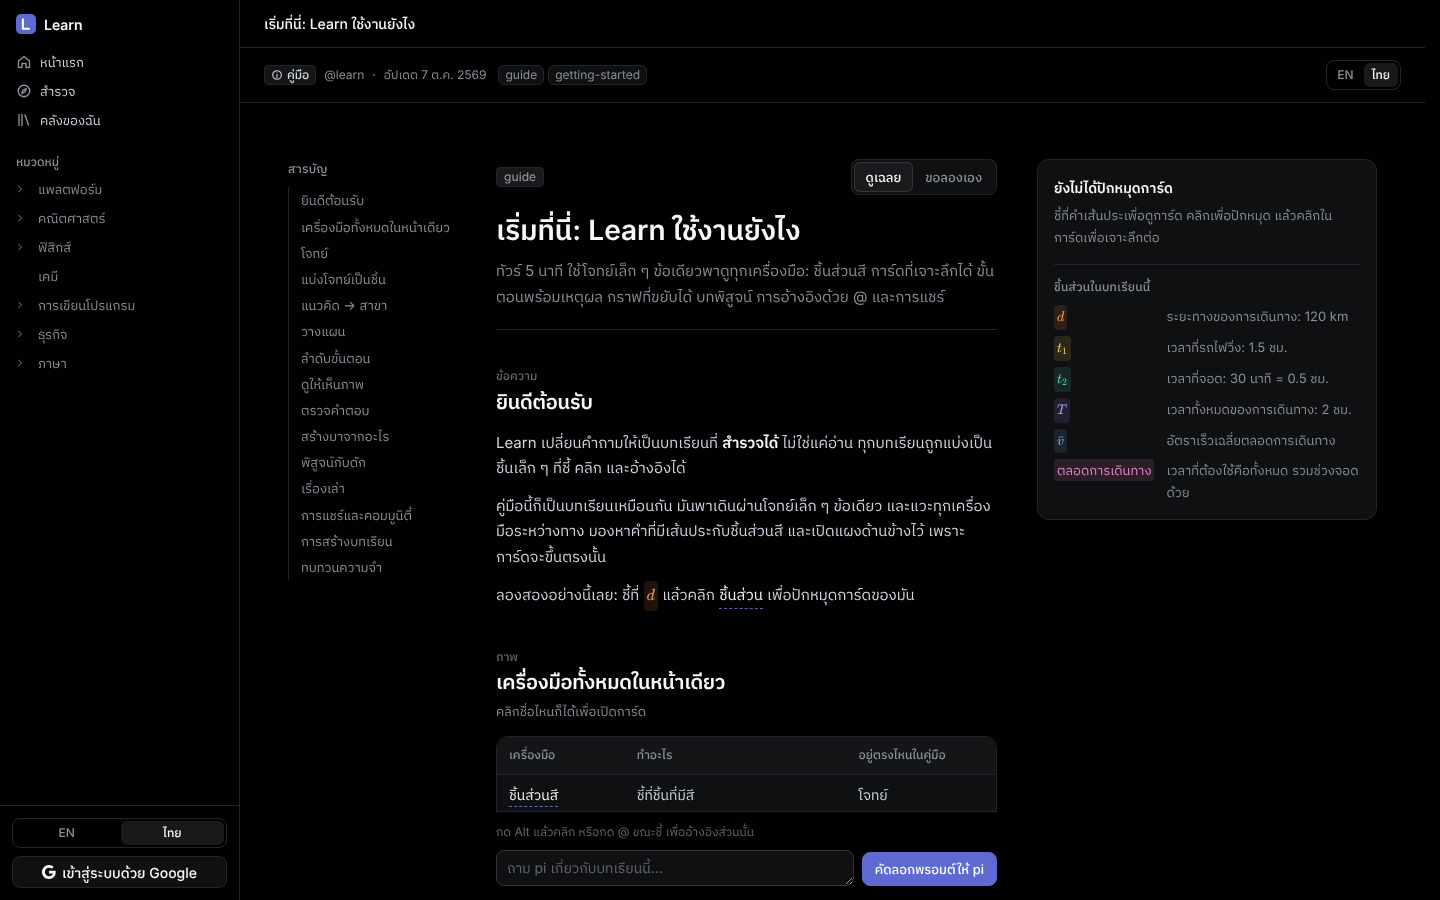 Learn
หน้าแรก
สำรวจ
คลังของฉัน
หมวดหมู่
แพลตฟอร์ม
คณิตศาสตร์
ฟิสิกส์
เคมี
การเขียนโปรแกรม
ธุรกิจ
ภาษา
EN ไทย
เข้าสู่ระบบด้วย Google
เริ่มที่นี่: Learn ใช้งานยังไง
คู่มือ @learn · อัปเดต 7 ต.ค. 2569 guide getting-started
EN ไทย
สารบัญ
ยินดีต้อนรับ
เครื่องมือทั้งหมดในหน้าเดียว
โจทย์
แบ่งโจทย์เป็นชิ้น
แนวคิด → สาขา
วางแผน
ลำดับขั้นตอน
ดูให้เห็นภาพ
ตรวจคำตอบ
สร้างมาจากอะไร
พิสูจน์กับดัก
เรื่องเล่า
การแชร์และคอมมูนิตี้
การสร้างบทเรียน
ทบทวนความจำ
guide
ดูเฉลย ขอลองเอง
เริ่มที่นี่: Learn ใช้งานยังไง
ทัวร์ 5 นาที ใช้โจทย์เล็ก ๆ ข้อเดียวพาดูทุกเครื่องมือ: ชิ้นส่วนสี การ์ดที่เจาะลึกได้ ขั้น
ตอนพร้อมเหตุผล กราฟที่ขยับได้ บทพิสูจน์ การอ้างอิงด้วย @ และการแชร์
ข้อความ
ยินดีต้อนรับ
Learn เปลี่ยนคำถามให้เป็นบทเรียนที่ สำรวจได้ ไม่ใช่แค่อ่าน ทุกบทเรียนถูกแบ่งเป็น
ชิ้นเล็ก ๆ ที่ชี้ คลิก และอ้างอิงได้
คู่มือนี้ก็เป็นบทเรียนเหมือนกัน มันพาเดินผ่านโจทย์เล็ก ๆ ข้อเดียว และแวะทุกเครื่อง
มือระหว่างทาง มองหาคำที่มีเส้นประกับชิ้นส่วนสี และเปิดแผงด้านข้างไว้ เพราะ
การ์ดจะขึ้นตรงนั้น
ลองสองอย่างนี้เลย: ชี้ที่ d แล้วคลิก ชิ้นส่วน เพื่อปักหมุดการ์ดของมัน
ภาพ
เครื่องมือทั้งหมดในหน้าเดียว
คลิกชื่อไหนก็ได้เพื่อเปิดการ์ด
เครื่องมือ ทำอะไร อยู่ตรงไหนในคู่มือ
ชิ้นส่วนสี ชี้ที่ชิ้นที่มีสี โจทย์
กด Alt แล้วคลิก หรือกด @ ขณะชี้ เพื่ออ้างอิงส่วนนั้น
ถาม pi เกี่ยวกับบทเรียนนี้...
คัดลอกพรอมต์ให้ pi
ยังไม่ได้ปักหมุดการ์ด
ชี้ที่คำเส้นประเพื่อดูการ์ด คลิกเพื่อปักหมุด แล้วคลิกใน
การ์ดเพื่อเจาะลึกต่อ
ชิ้นส่วนในบทเรียนนี้
d ระยะทางของการเดินทาง: 120 km
t₁ เวลาที่รถไฟวิ่ง: 1.5 ชม.
t₂ เวลาที่จอด: 30 นาที = 0.5 ชม.
T เวลาทั้งหมดของการเดินทาง: 2 ชม.
v̄ อัตราเร็วเฉลี่ยตลอดการเดินทาง
ตลอดการเดินทาง เวลาที่ต้องใช้คือทั้งหมด รวมช่วงจอด
ด้วย